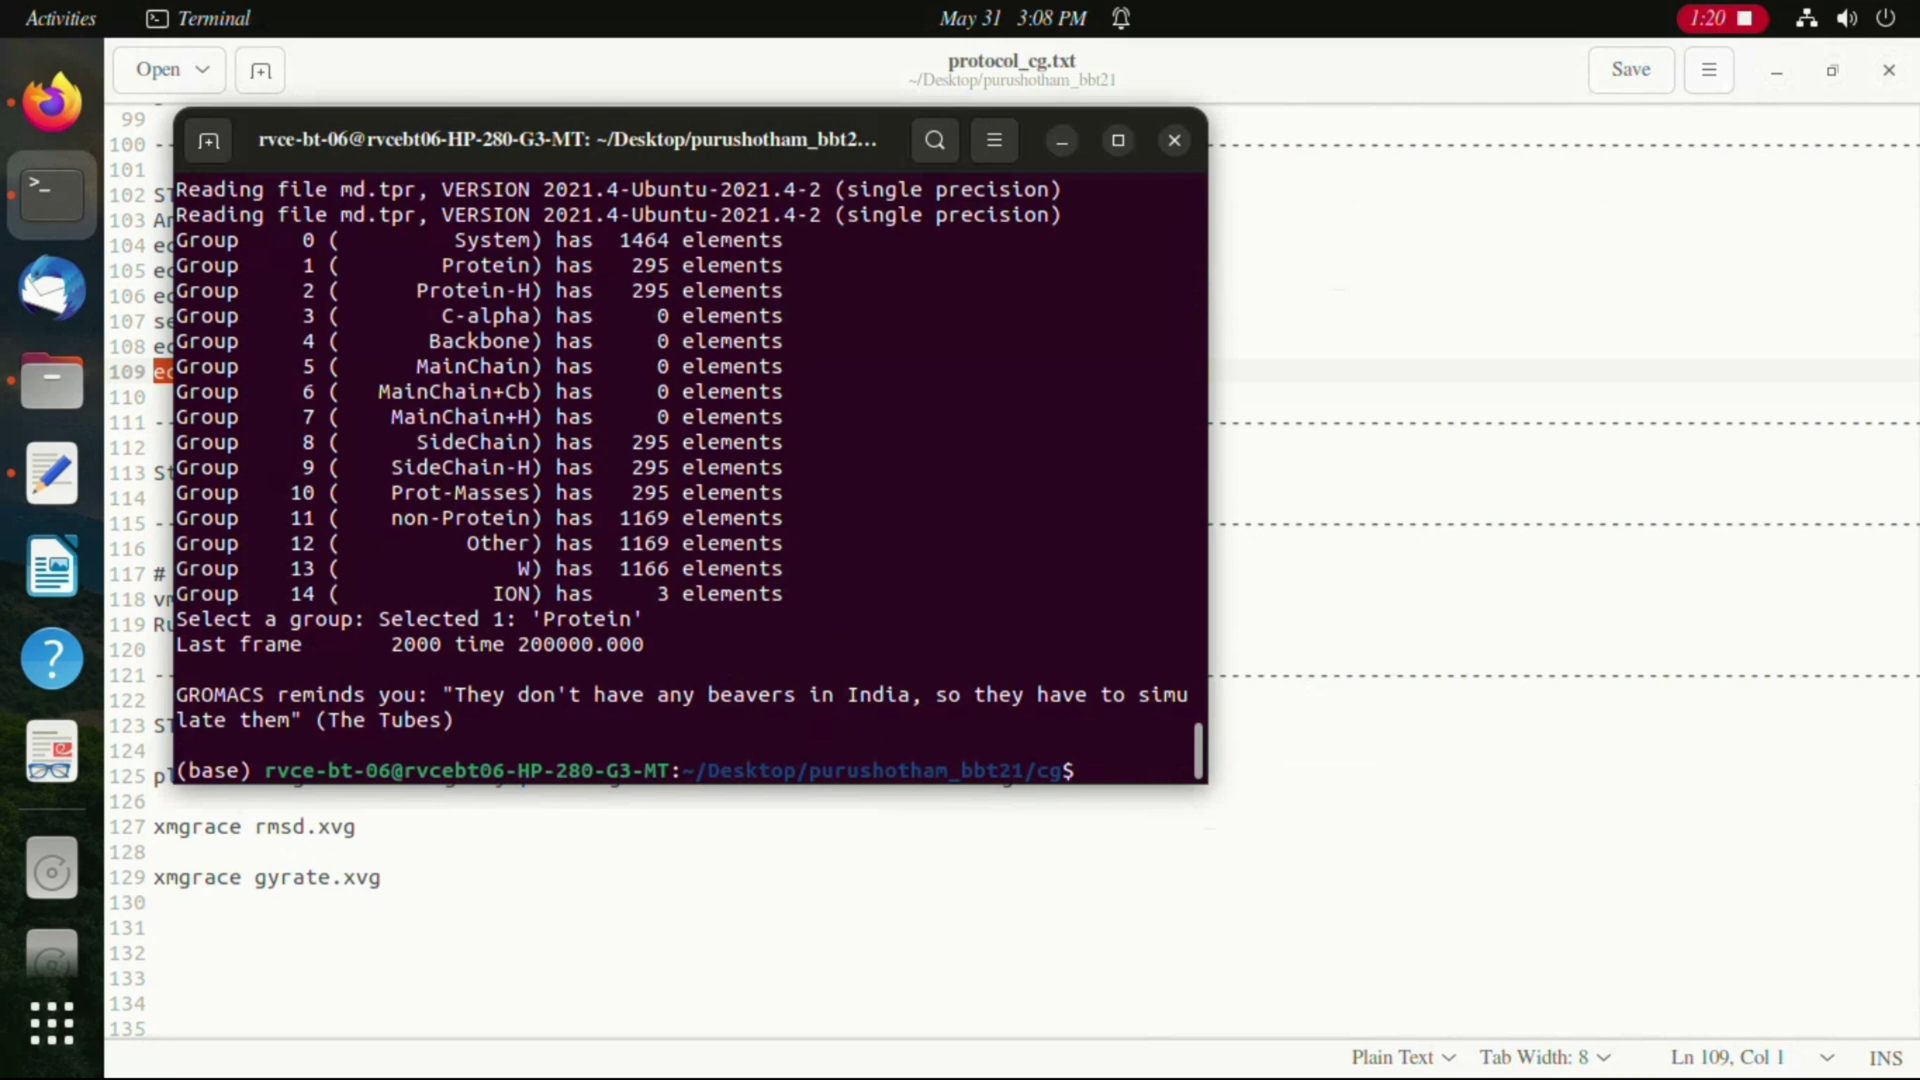 Activities Terminal May 31 3:08 PM 1:20
Open protocol_cg.txt Save
~/Desktop/purushotham_bbt21
rvce-bt-06@rvcebt06-HP-280-G3-MT: ~/Desktop/purushotham_bbt2...
Reading file md.tpr, VERSION 2021.4-Ubuntu-2021.4-2 (single precision)
Reading file md.tpr, VERSION 2021.4-Ubuntu-2021.4-2 (single precision)
Group 0 ( System) has 1464 elements
Group 1 ( Protein) has 295 elements
Group 2 ( Protein-H) has 295 elements
Group 3 ( C-alpha) has 0 elements
Group 4 ( Backbone) has 0 elements
Group 5 ( MainChain) has 0 elements
Group 6 ( MainChain+Cb) has 0 elements
Group 7 ( MainChain+H) has 0 elements
Group 8 ( SideChain) has 295 elements
Group 9 ( SideChain-H) has 295 elements
Group 10 ( Prot-Masses) has 295 elements
Group 11 ( non-Protein) has 1169 elements
Group 12 ( Other) has 1169 elements
Group 13 ( W) has 1166 elements
Group 14 ( ION) has 3 elements
Select a group: Selected 1: 'Protein'
Last frame 2000 time 200000.000
GROMACS reminds you: "They don't have any beavers in India, so they have to simu
late them" (The Tubes)
(base) rvce-bt-06@rvcebt06-HP-280-G3-MT:~/Desktop/purushotham_bbt21/cg$
99
100 --
101
102
103
104
105
106
107
108
109
110
111 --
112
113
114
115 --
116
117 #
118
119
120
121 --
122
123
124
125
126
127 xmgrace rmsd.xvg
128
129 xmgrace gyrate.xvg
130
131
132
133
134
135
Plain Text Tab Width: 8 Ln 109, Col 1 INS